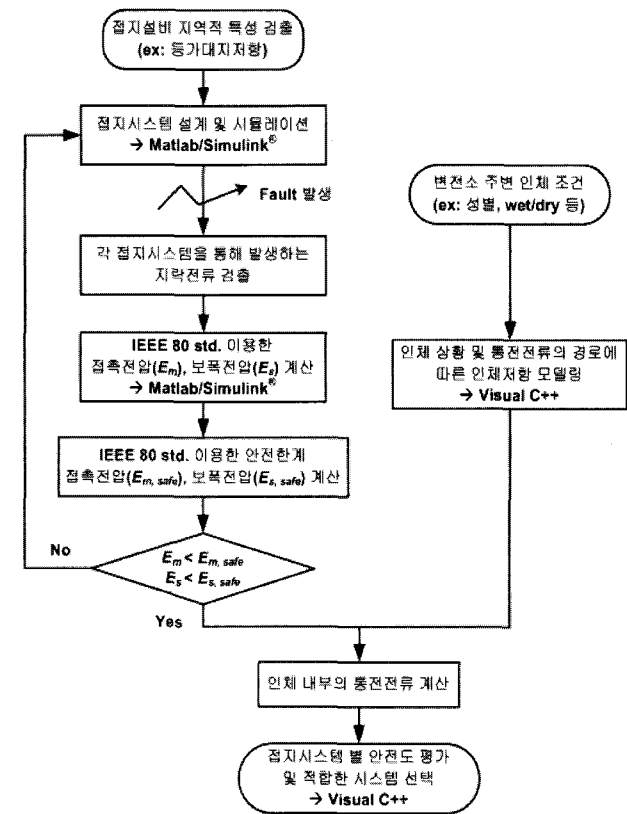 접지설비 지역적 특성 검출
(ex: 등가대지저항)
접지시스템 설계 및 시뮬레이션
→ Matlab/Simulink®
Fault 발생
각 접지시스템을 통해 발생하는
지락전류 검출
IEEE 80 std. 이용한
접촉전압(Em), 보폭전압(Es) 계산
→ Matlab/Simulink®
IEEE 80 std. 이용한 안전한계
접촉전압(Em, safe), 보폭전압(Es, safe) 계산
No
Em < Em, safe
Es < Es, safe
Yes
변전소 주변 인체 조건
(ex: 성별, wet/dry 등)
인체 상황 및 통전전류의 경로에
따른 인체저항 모델링
→ Visual C++
인체 내부의 통전전류 계산
접지시스템 별 안전도 평가
및 적합한 시스템 선택
→ Visual C++